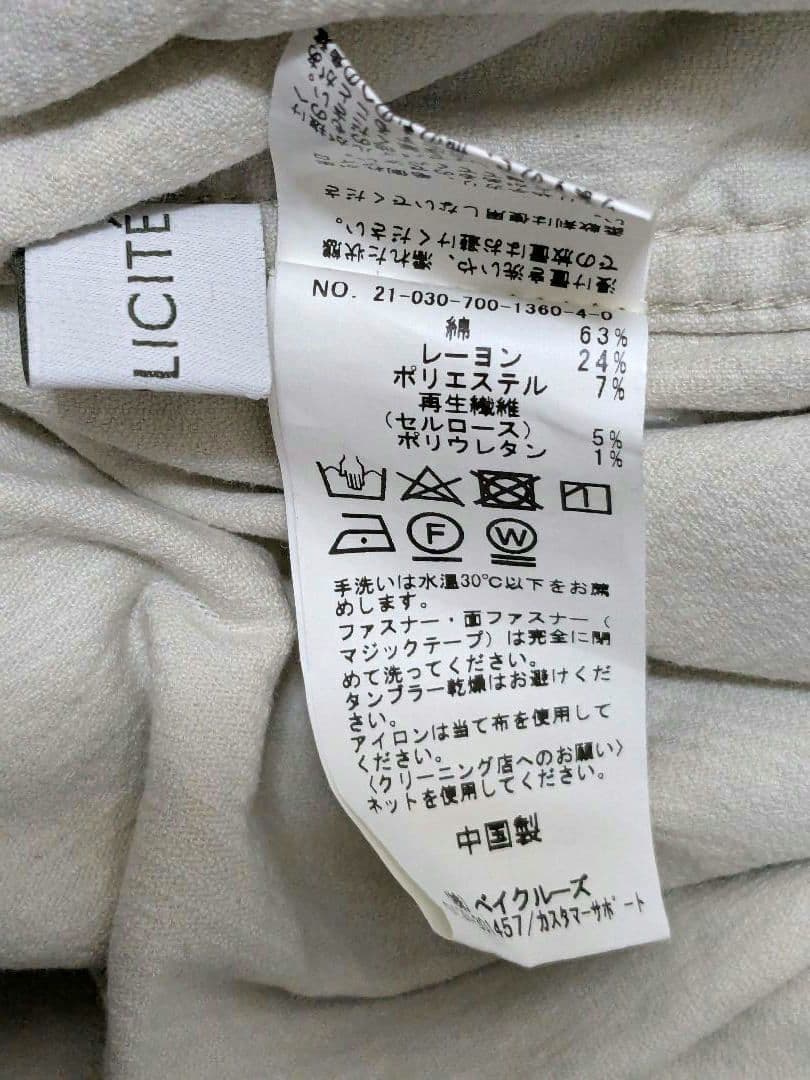 PLICITÉ
い。
柔軟剤は使用しないでくださ
での放置はお避けください。
浸け置き洗いや、濡れた状態
NO. 21-030-700-1360-4-0
綿 63%
レーヨン 24%
ポリエステル 7%
再生繊維
(セルロース) 5%
ポリウレタン 1%
F W
手洗いは水温30℃以下をお薦
めします。
ファスナー・面ファスナー(
マジックテープ)は完全に閉
めて洗ってください。
タンブラー乾燥はお避けくだ
さい。
アイロンは当て布を使用して
ください。
〈クリーニング店へのお願い〉
ネットを使用してください。
中国製
ベイクルーズ
457/カスタマーサポート